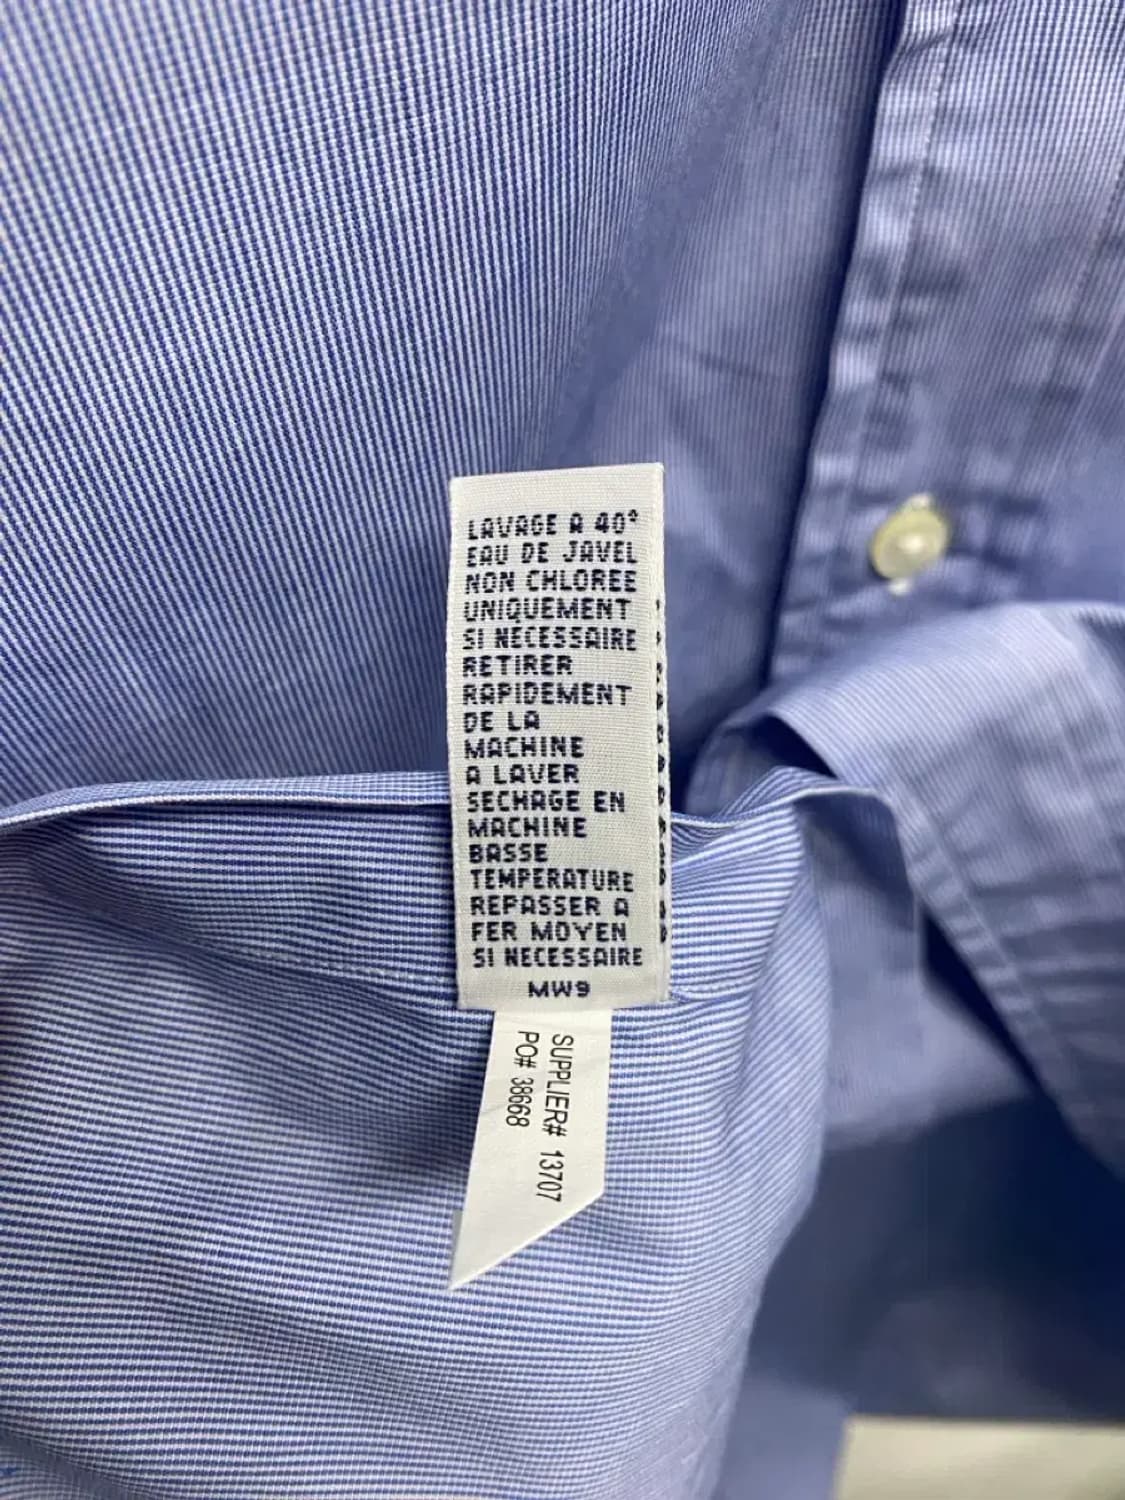 LAVAGE A 40°
EAU DE JAVEL
NON CHLOREE
UNIQUEMENT
SI NECESSAIRE
RETIRER
RAPIDEMENT
DE LA
MACHINE
A LAVER
SECHAGE EN
MACHINE
BASSE
TEMPERATURE
REPASSER A
FER MOYEN
SI NECESSAIRE
MW9
SUPPLIER# 13707
PO# 38668